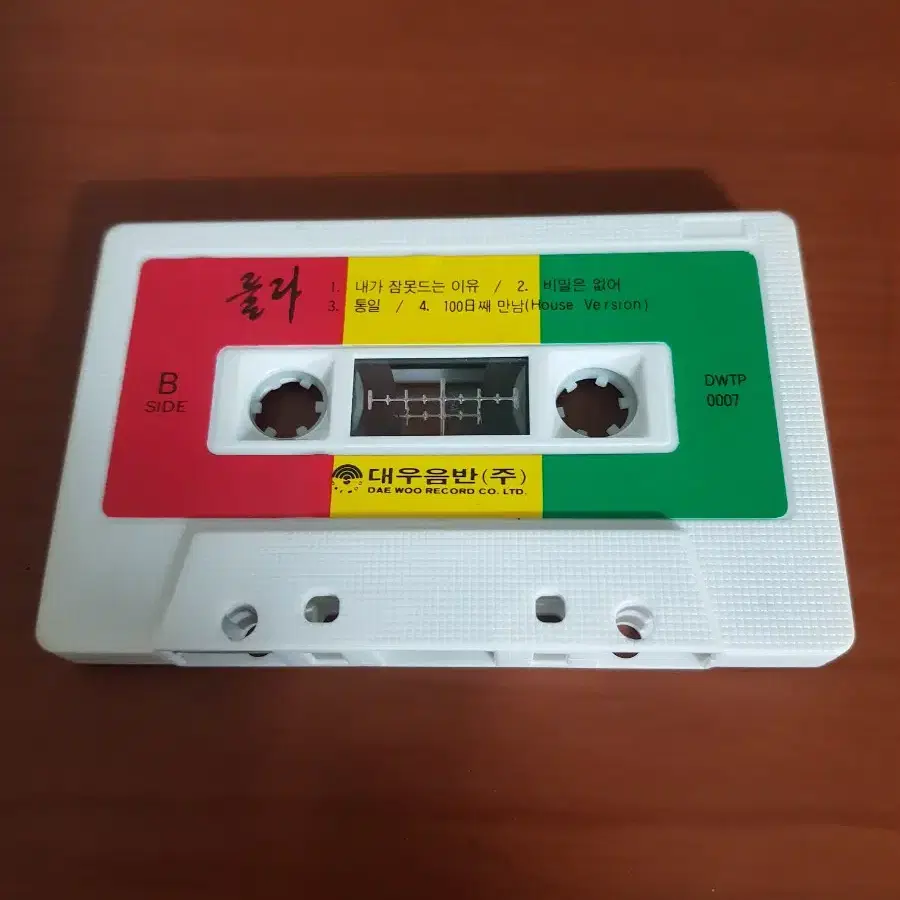 룰라
1. 내가 잠못드는 이유 / 2. 비밀은 없어
3. 통일 / 4. 100日째 만남(House Version)
B
SIDE
DWTP
0007
대우음반(주)
DAE WOO RECORD CO. LTD.